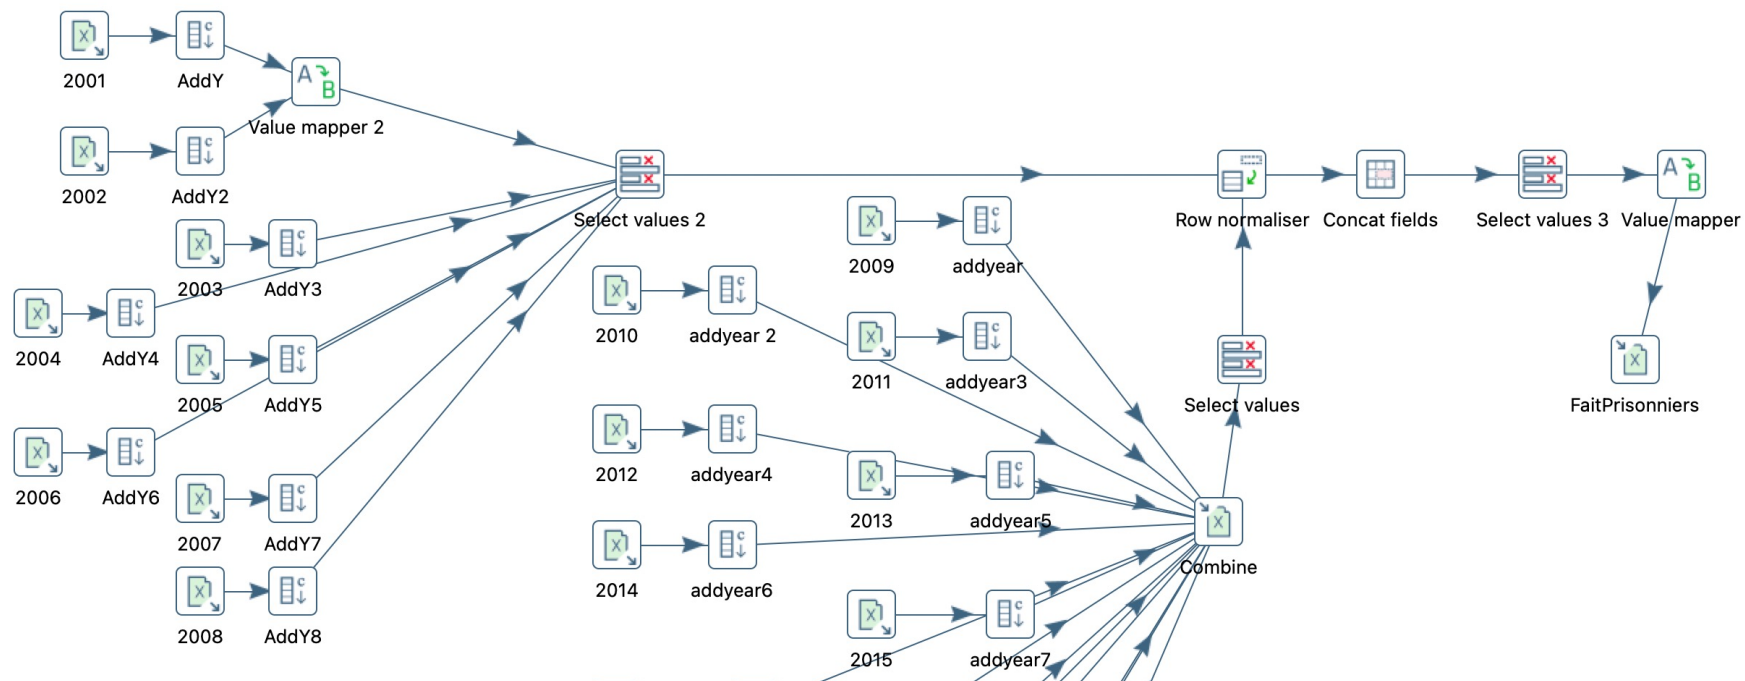 2001
AddY
Value mapper 2
2002
AddY2
Select values 2
Row normaliser
Concat fields
Select values 3
Value mapper
2003
AddY3
2009
addyear
2004
AddY4
2010
addyear 2
2011
addyear3
2005
AddY5
Select values
FaitPrisonniers
2006
AddY6
2012
addyear4
2013
addyear5
2007
AddY7
Combine
2014
addyear6
2008
AddY8
2015
addyear7